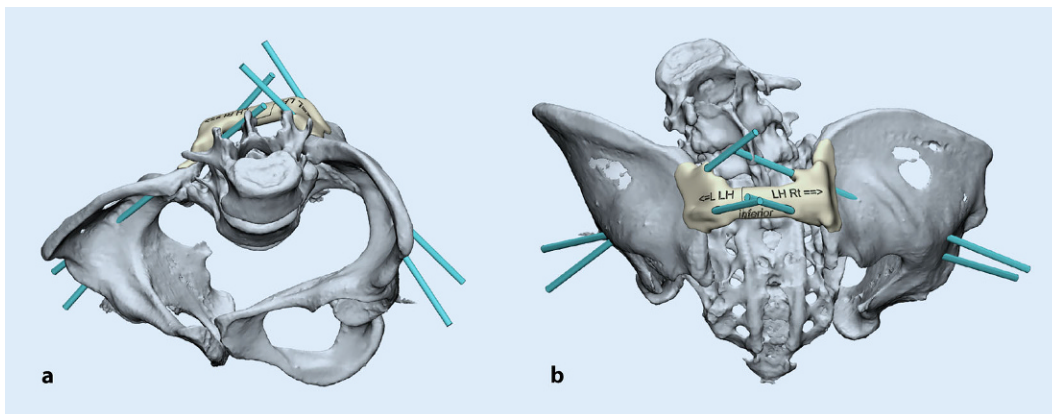 <=L LH
LH Rt ==>
Inferior
a
b